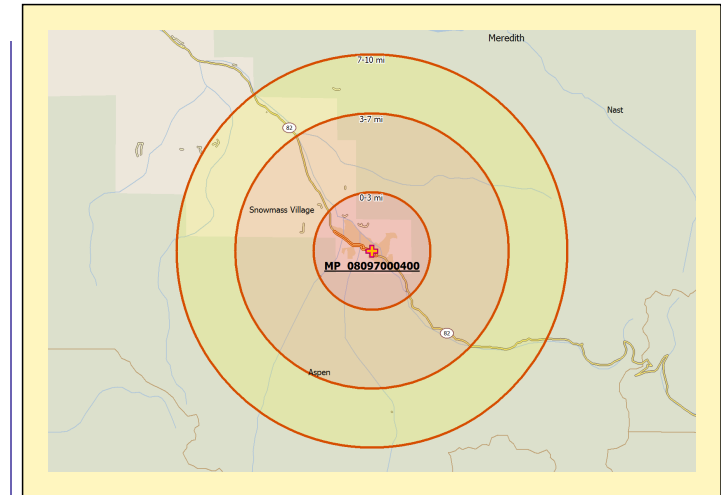 Meredith
7-10 mi
Nast
3-7 mi
82
0-3 mi
Snowmass Village
MP_08097000400
82
Aspen